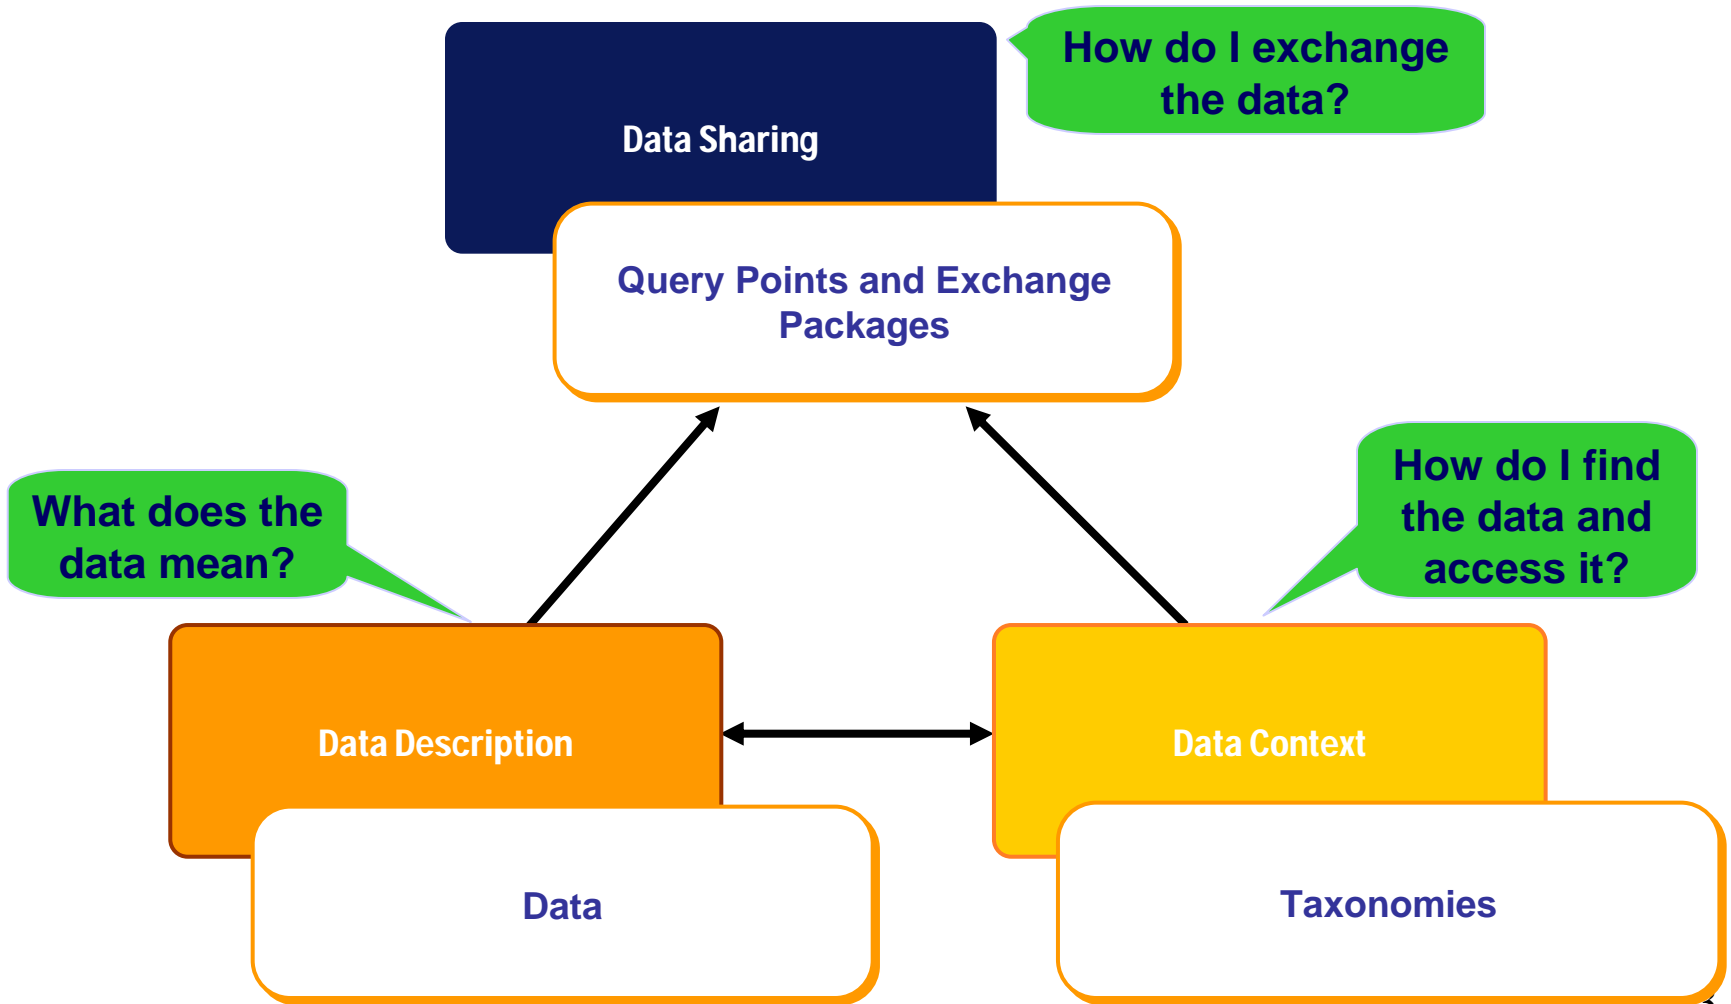 How do I exchange
the data?
Data Sharing
Query Points and Exchange
Packages
How do I find
the data and
access it?
What does the
data mean?
Data Description
Data Context
Data
Taxonomies